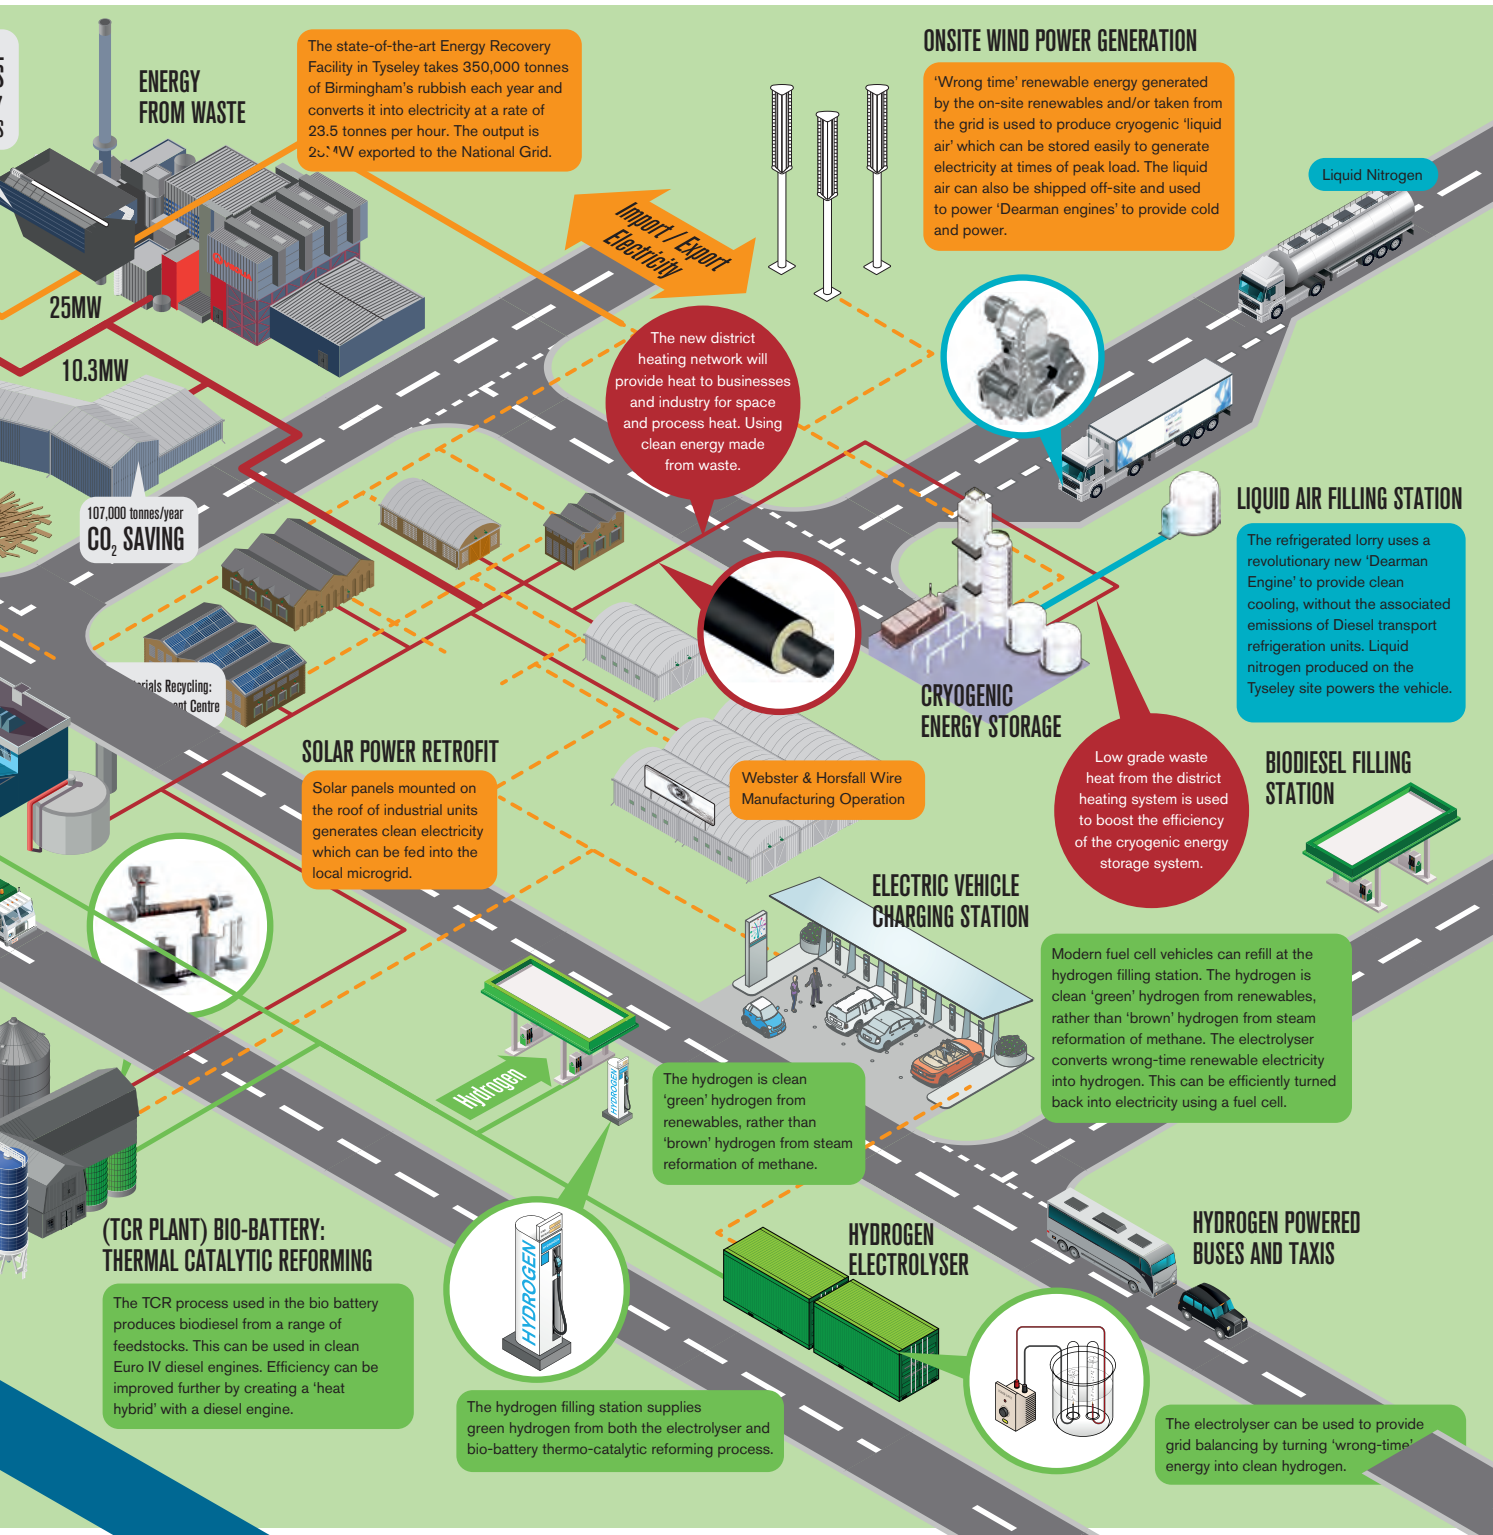 ENERGY
FROM WASTE
The state-of-the-art Energy Recovery
Facility in Tyseley takes 350,000 tonnes
of Birmingham's rubbish each year and
converts it into electricity at a rate of
23.5 tonnes per hour. The output is
exported to the National Grid.
25MW
10.3MW
107,000 tonnes/year
CO₂ SAVING
Import / Export
Electricity
ONSITE WIND POWER GENERATION
'Wrong time' renewable energy generated
by the on-site renewables and/or taken from
the grid is used to produce cryogenic 'liquid
air' which can be stored easily to generate
electricity at times of peak load. The liquid
air can also be shipped off-site and used
to power 'Dearman engines' to provide cold
and power.
Liquid Nitrogen
The new district
heating network will
provide heat to businesses
and industry for space
and process heat. Using
clean energy made
from waste.
LIQUID AIR FILLING STATION
The refrigerated lorry uses a
revolutionary new 'Dearman
Engine' to provide clean
cooling, without the associated
emissions of Diesel transport
refrigeration units. Liquid
nitrogen produced on the
Tyseley site powers the vehicle.
CRYOGENIC
ENERGY STORAGE
Low grade waste
heat from the district
heating system is used
to boost the efficiency
of the cryogenic energy
storage system.
BIODIESEL FILLING
STATION
Recycling:
Centre
SOLAR POWER RETROFIT
Solar panels mounted on
the roof of industrial units
generates clean electricity
which can be fed into the
local microgrid.
Webster & Horsfall Wire
Manufacturing Operation
ELECTRIC VEHICLE
CHARGING STATION
Modern fuel cell vehicles can refill at the
hydrogen filling station. The hydrogen is
clean 'green' hydrogen from renewables,
rather than 'brown' hydrogen from steam
reformation of methane. The electrolyser
converts wrong-time renewable electricity
into hydrogen. This can be efficiently turned
back into electricity using a fuel cell.
Hydrogen
HYDROGEN
The hydrogen is clean
'green' hydrogen from
renewables, rather than
'brown' hydrogen from steam
reformation of methane.
(TCR PLANT) BIO-BATTERY:
THERMAL CATALYTIC REFORMING
The TCR process used in the bio battery
produces biodiesel from a range of
feedstocks. This can be used in clean
Euro IV diesel engines. Efficiency can be
improved further by creating a 'heat
hybrid' with a diesel engine.
HYDROGEN
The hydrogen filling station supplies
green hydrogen from both the electrolyser and
bio-battery thermo-catalytic reforming process.
HYDROGEN
ELECTROLYSER
HYDROGEN POWERED
BUSES AND TAXIS
The electrolyser can be used to provide
grid balancing by turning 'wrong-time'
energy into clean hydrogen.